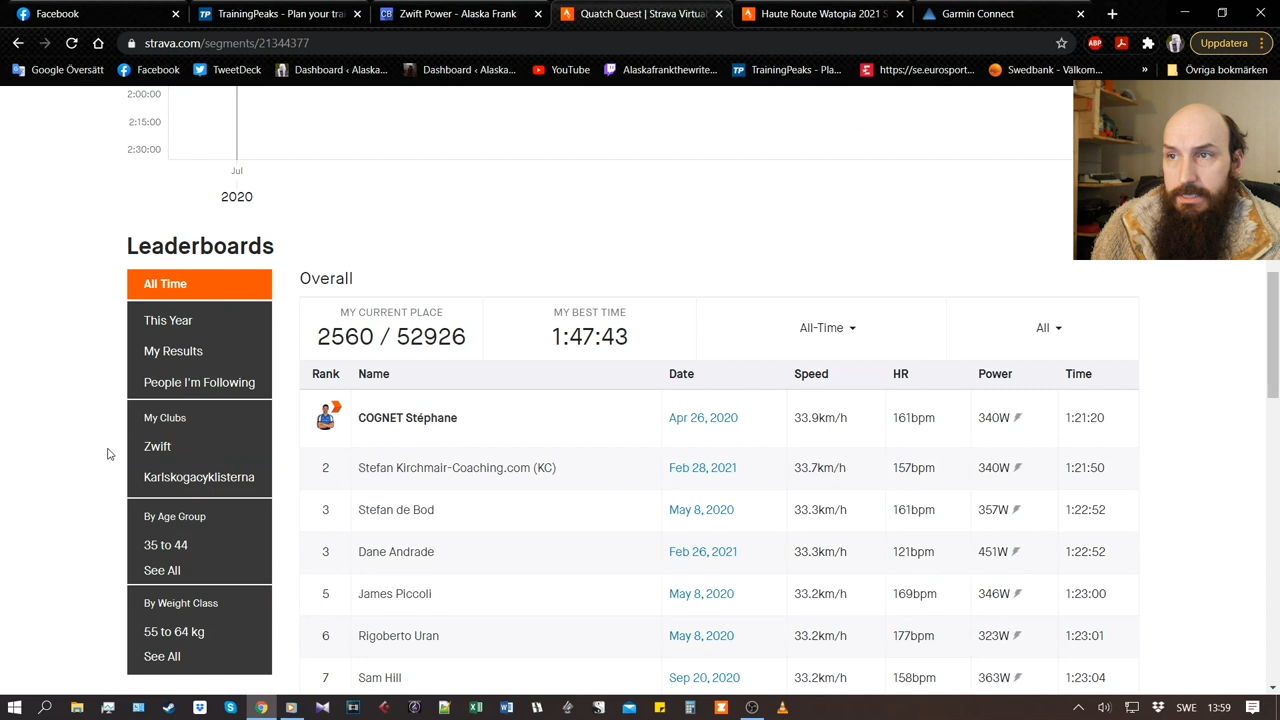 Facebook
TrainingPeaks - Plan your trai
Zwift Power - Alaska Frank
Quatch Quest | Strava Virtual
Haute Route Watopia 2021 S
Garmin Connect
strava.com/segments/21344377
ABP
Uppdatera
Google Översätt
Facebook
TweetDeck
Dashboard ‹ Alaska...
Dashboard ‹ Alaska...
YouTube
Alaskafrankthewrite...
TrainingPeaks - Pla...
https://se.eurosport...
Swedbank - Välkom...
Övriga bokmärken
2:00:00
2:15:00
2:30:00
Jul
2020
Leaderboards
All Time
This Year
My Results
People I'm Following
My Clubs
Zwift
Karlskogacyklisterna
By Age Group
35 to 44
See All
By Weight Class
55 to 64 kg
See All
Overall
MY CURRENT PLACE
2560 / 52926
MY BEST TIME
1:47:43
All-Time
All
Rank Name Date Speed HR Power Time
COGNET Stéphane Apr 26, 2020 33.9km/h 161bpm 340W 1:21:20
2 Stefan Kirchmair-Coaching.com (KC) Feb 28, 2021 33.7km/h 157bpm 340W 1:21:50
3 Stefan de Bod May 8, 2020 33.3km/h 161bpm 357W 1:22:52
3 Dane Andrade Feb 26, 2021 33.3km/h 121bpm 451W 1:22:52
5 James Piccoli May 8, 2020 33.2km/h 169bpm 346W 1:23:00
6 Rigoberto Uran May 8, 2020 33.2km/h 177bpm 323W 1:23:01
7 Sam Hill Sep 20, 2020 33.2km/h 158bpm 363W 1:23:04
SWE 13:59